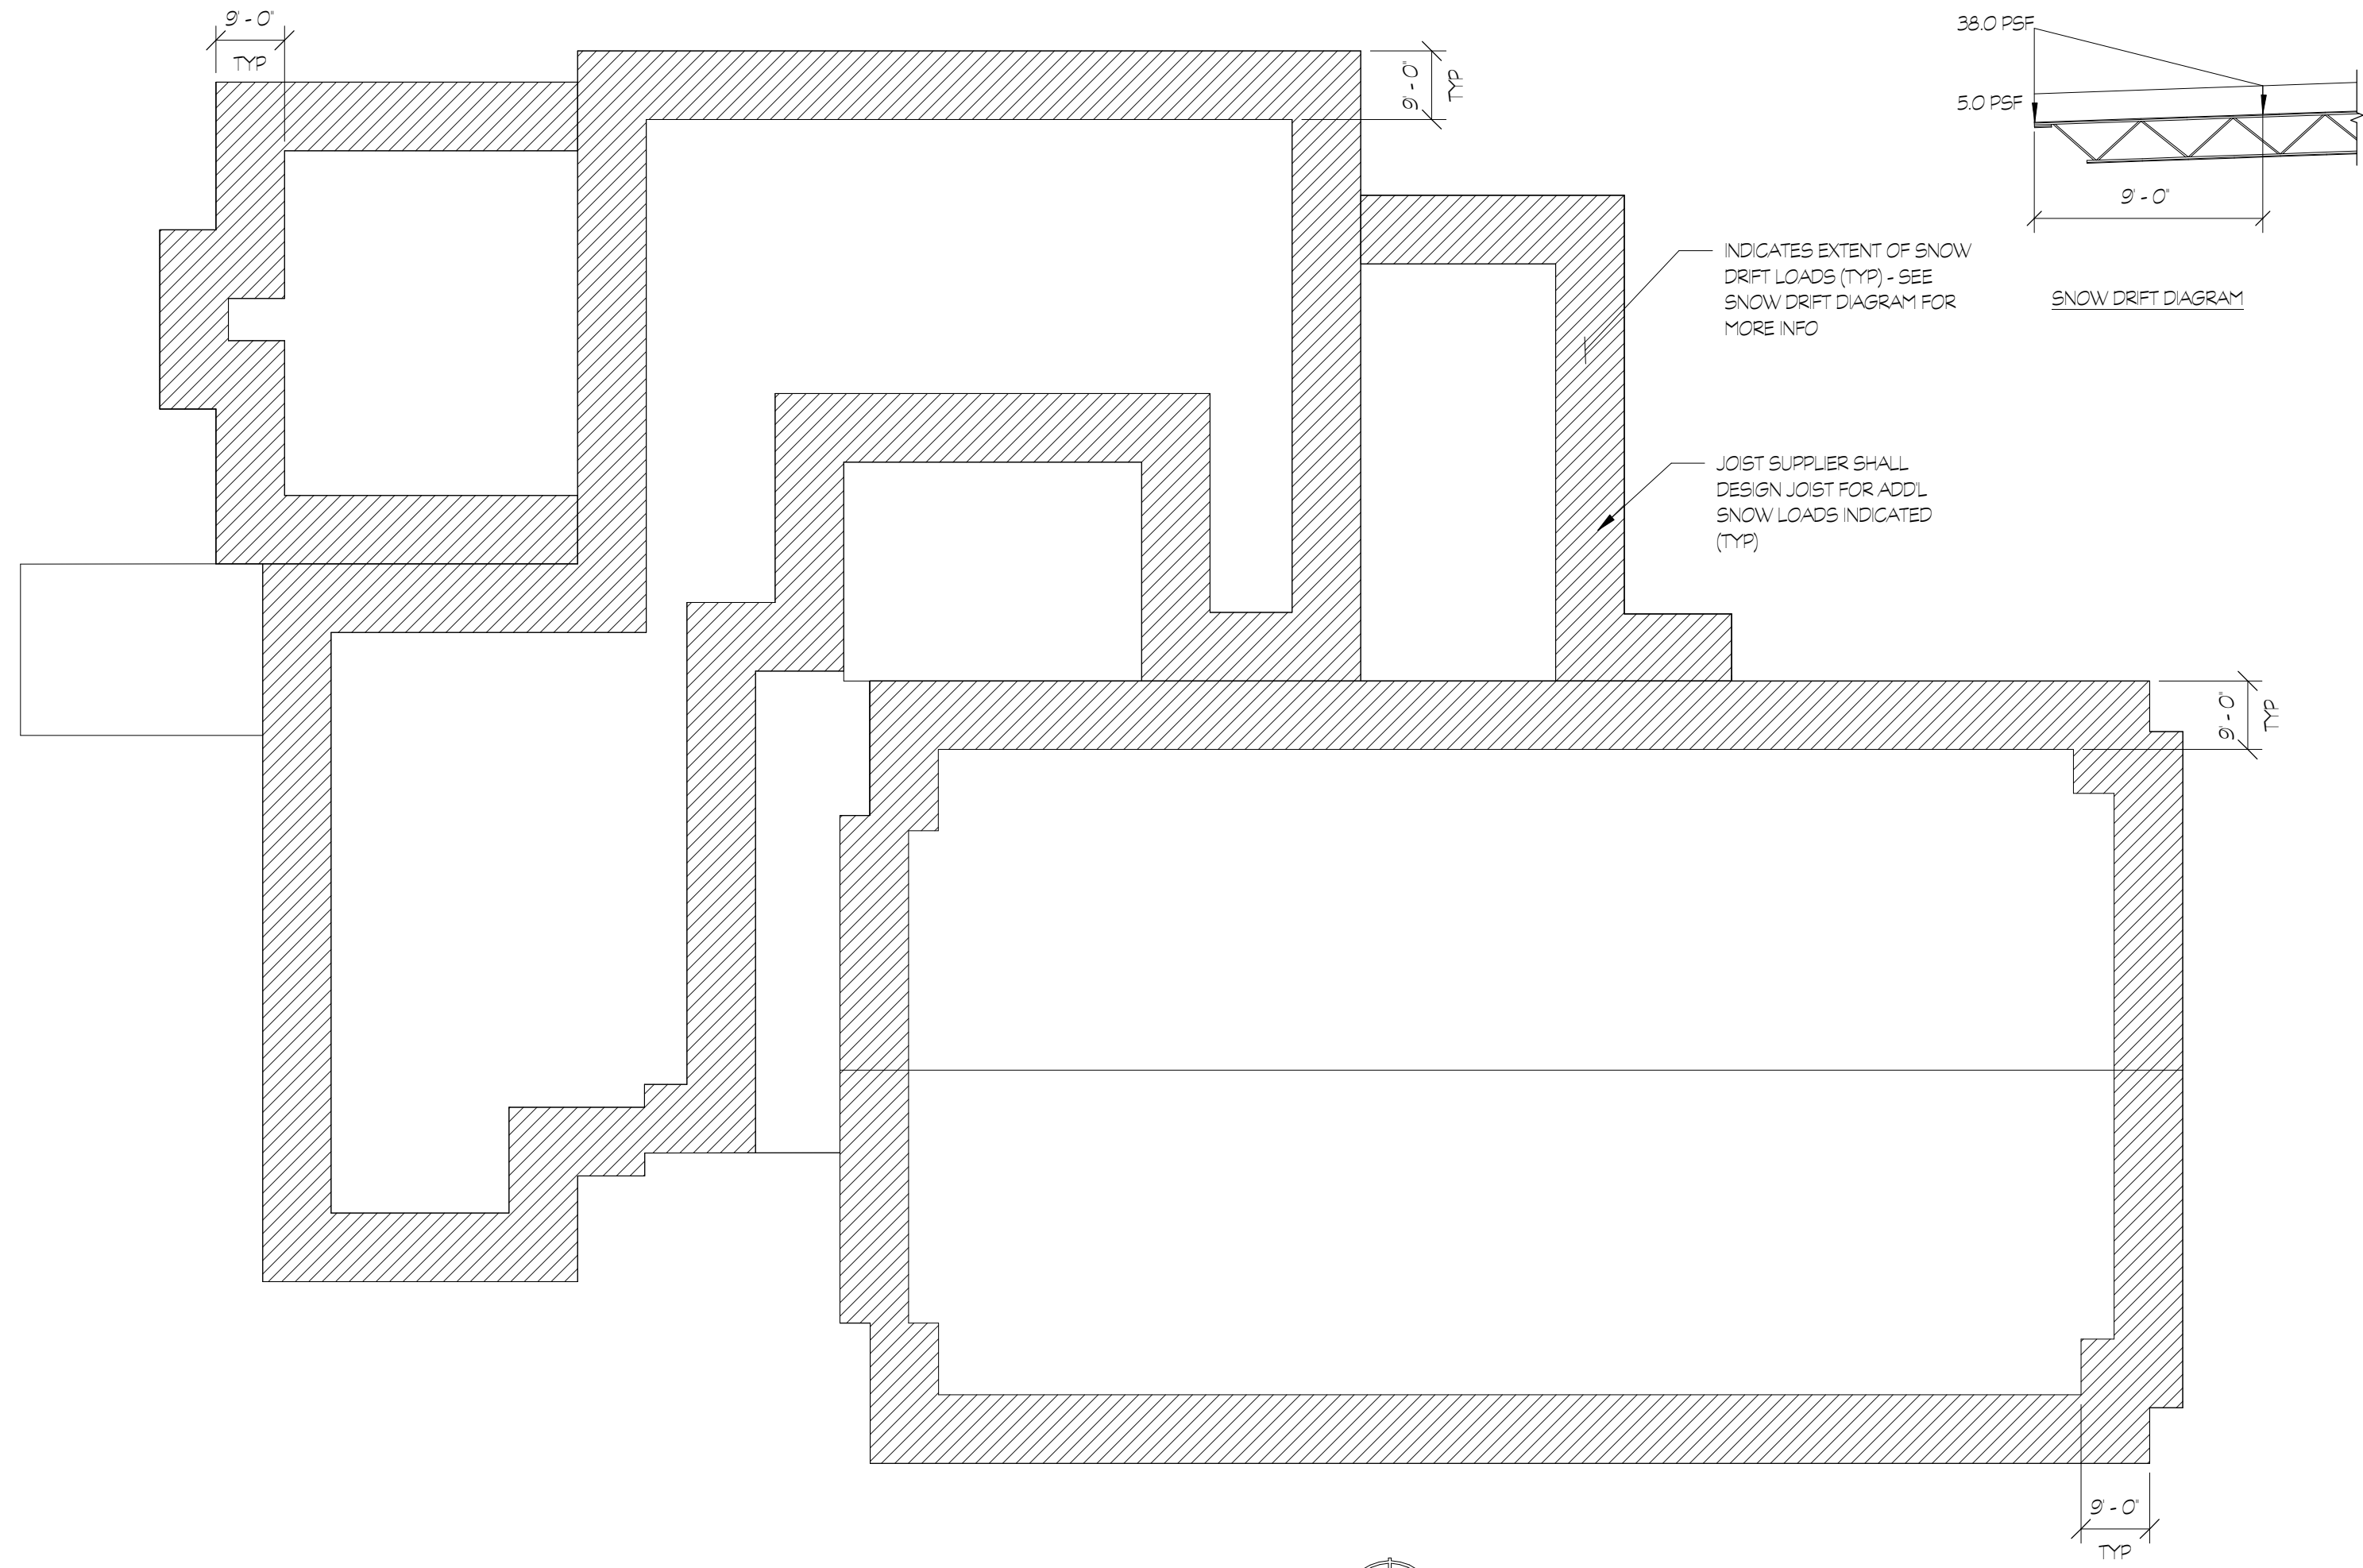 9' - 0"
TYP
9' - 0"
TYP
38.0 PSF
5.0 PSF
9' - 0"
SNOW DRIFT DIAGRAM
INDICATES EXTENT OF SNOW
DRIFT LOADS (TYP) - SEE
SNOW DRIFT DIAGRAM FOR
MORE INFO
JOIST SUPPLIER SHALL
DESIGN JOIST FOR ADD'L
SNOW LOADS INDICATED
(TYP)
9' - 0"
TYP
9' - 0"
TYP